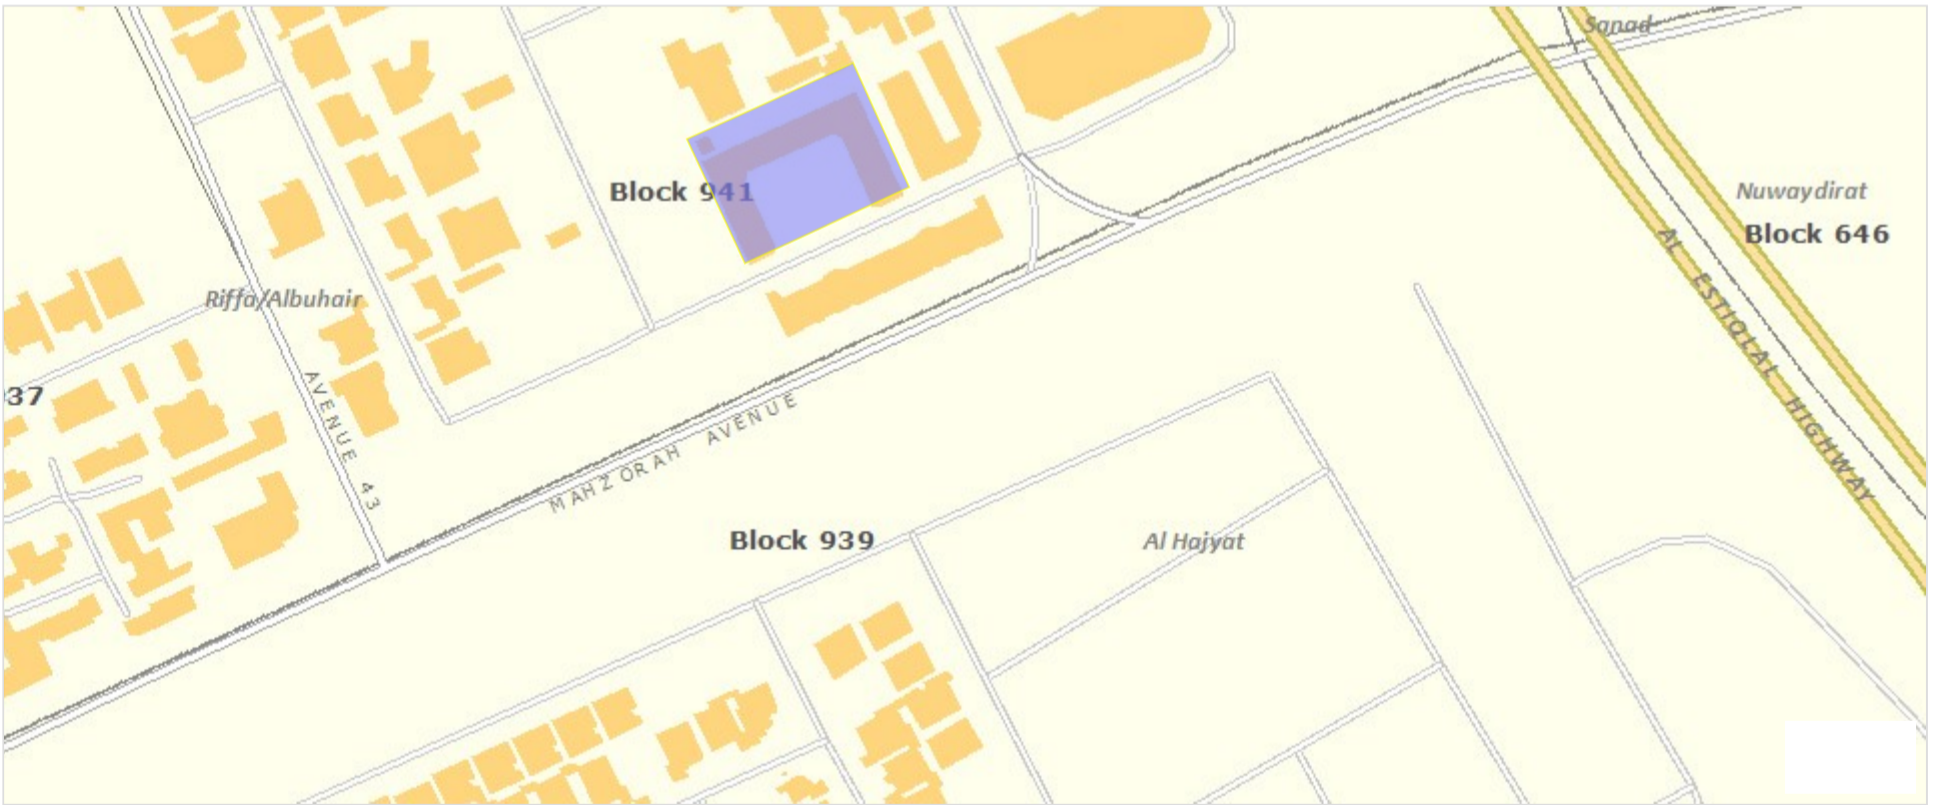 Sanad
Block 941
Nuwaydirat
Block 646
Riffa/Albuhair
AL ESTIQLAL HIGHWAY
37
AVENUE 43
MAHZORAH AVENUE
Block 939
Al Hajyat